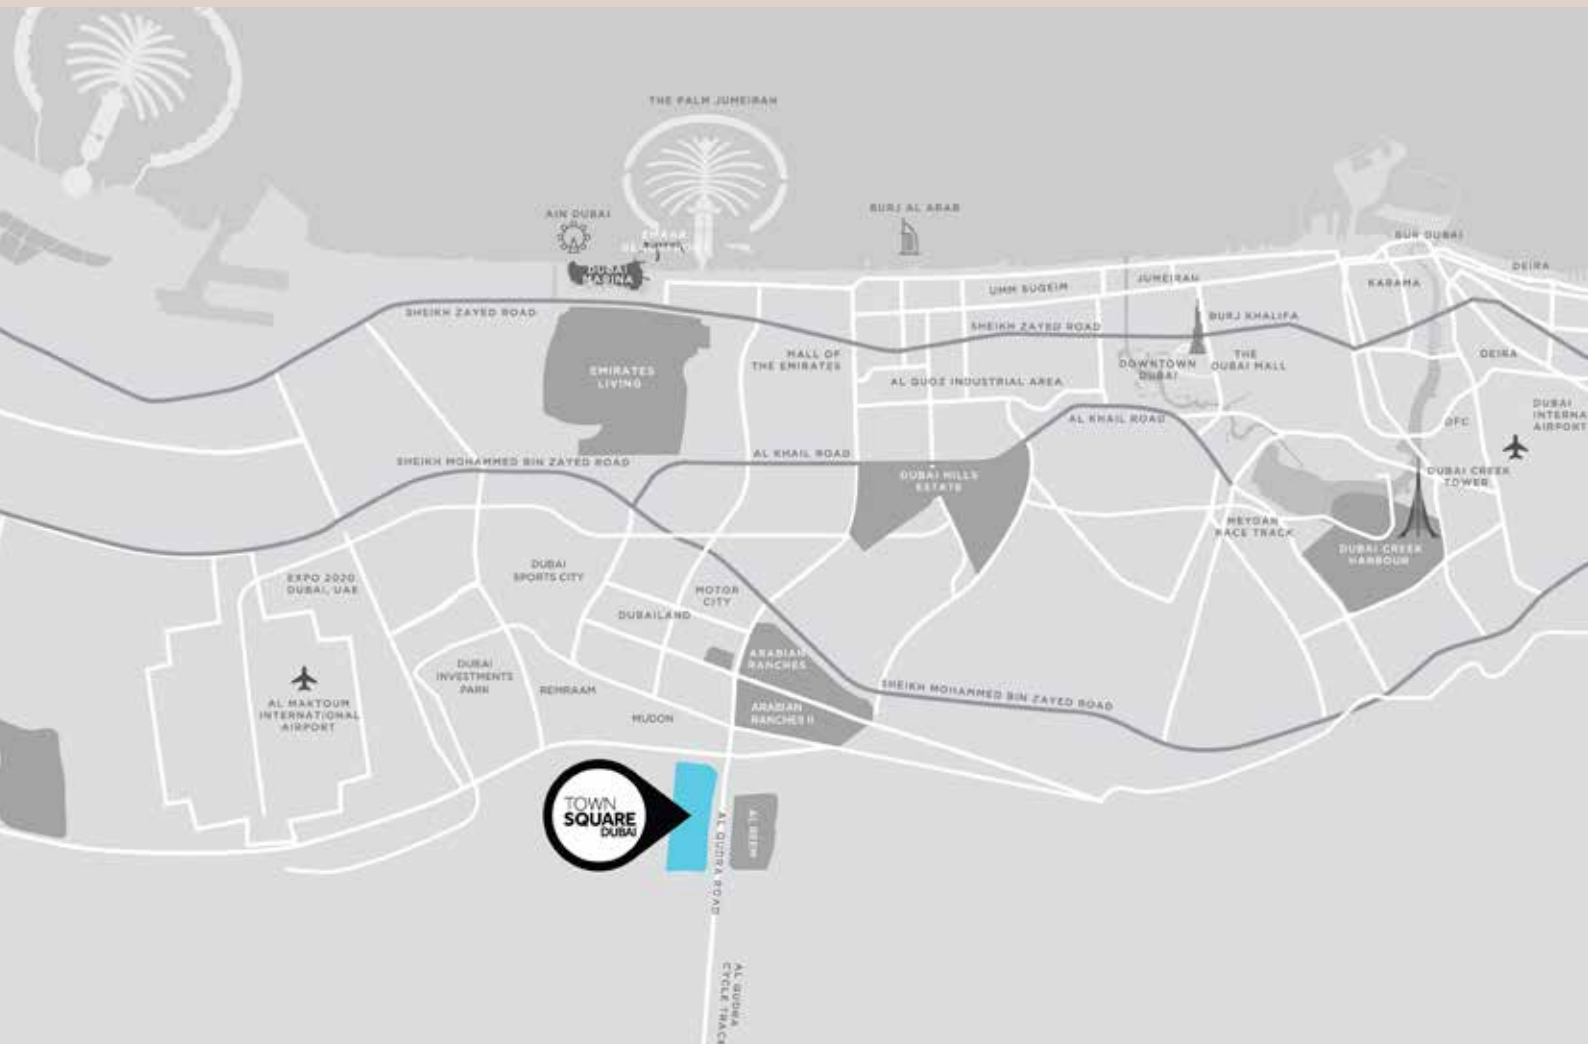 THE PALM JUMEIRAH
AIN DUBAI
BURJ AL ARAB
EMAAR
DUBAI
MARINA
BUR DUBAI
DEIRA
JUMEIRAH
KARAMA
UMM SUQEIM
SHEIKH ZAYED ROAD
SHEIKH ZAYED ROAD
BURJ KHALIFA
MALL OF
THE EMIRATES
DOWNTOWN
DUBAI
THE
DUBAI MALL
DEIRA
EMIRATES
LIVING
AL QUOZ INDUSTRIAL AREA
DUBAI
INTERNA
AIRPORT
AL KHAIL ROAD
DFC
SHEIKH MOHAMMED BIN ZAYED ROAD
AL KHAIL ROAD
DUBAI HILLS
ESTATE
DUBAI CREEK
TOWER
MEYDAN
RACE TRACK
DUBAI CREEK
HARBOUR
EXPO 2020
DUBAI, UAE
DUBAI
SPORTS CITY
MOTOR
CITY
DUBAILAND
ARABIAN
RANCHES
DUBAI
INVESTMENTS
PARK
REMRAAM
SHEIKH MOHAMMED BIN ZAYED ROAD
AL MAKTOUM
INTERNATIONAL
AIRPORT
MUDON
ARABIAN
RANCHES II
TOWN
SQUARE
DUBAI
AL QUDRA ROAD
AL REEM
AL QUDRA
CYCLE TRACK